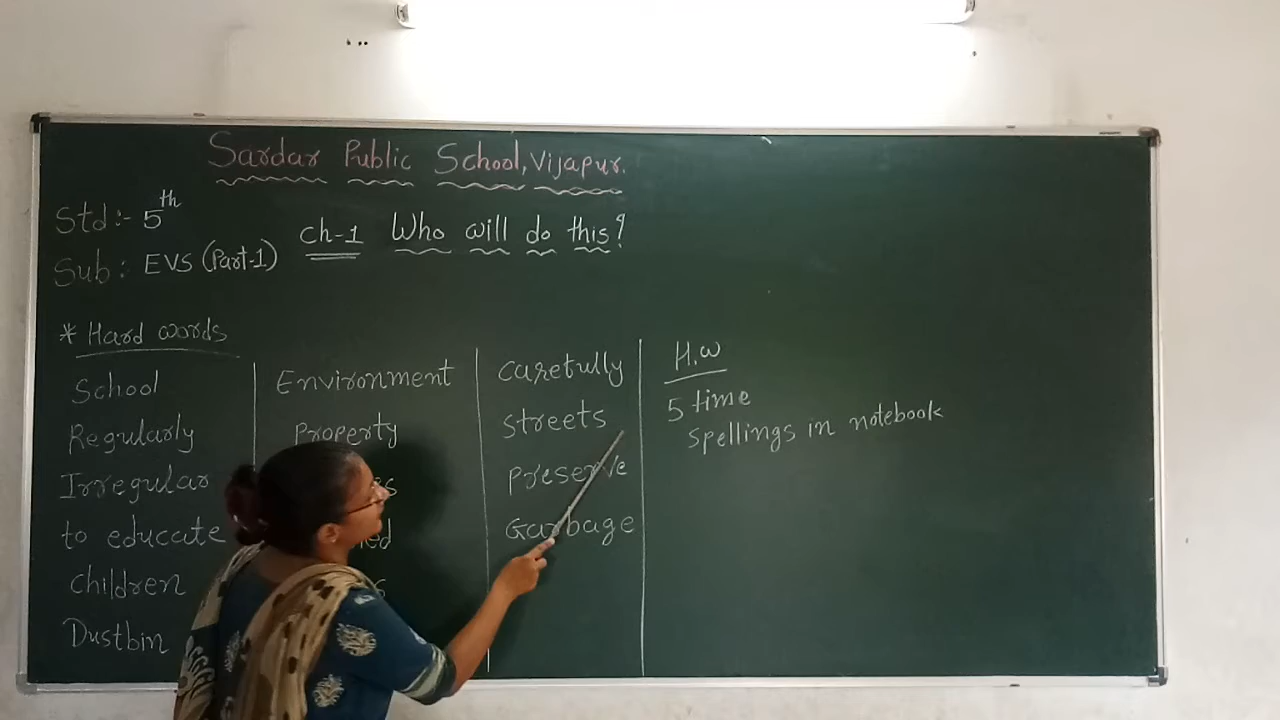 Sardar Public School, Vijapur.
Std:- 5th
Sub: EVS (Part-1)
Ch-1 Who will do this?
* Hard words
School
Regularly
Irregular
to educate
children
Dustbin
Environment
Property
Carefully
Streets
Preserve
Garbage
H.W
5 time
Spellings in notebook